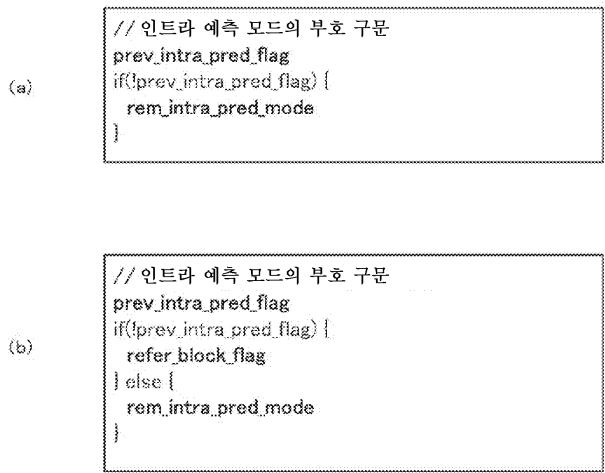 (a)
// 인트라 예측 모드의 부호 구문
prev_intra_pred_flag
if(!prev_intra_pred_flag) {
rem_intra_pred_mode
}
(b)
// 인트라 예측 모드의 부호 구문
prev_intra_pred_flag
if(!prev_intra_pred_flag) {
refer_block_flag
} else {
rem_intra_pred_mode
}